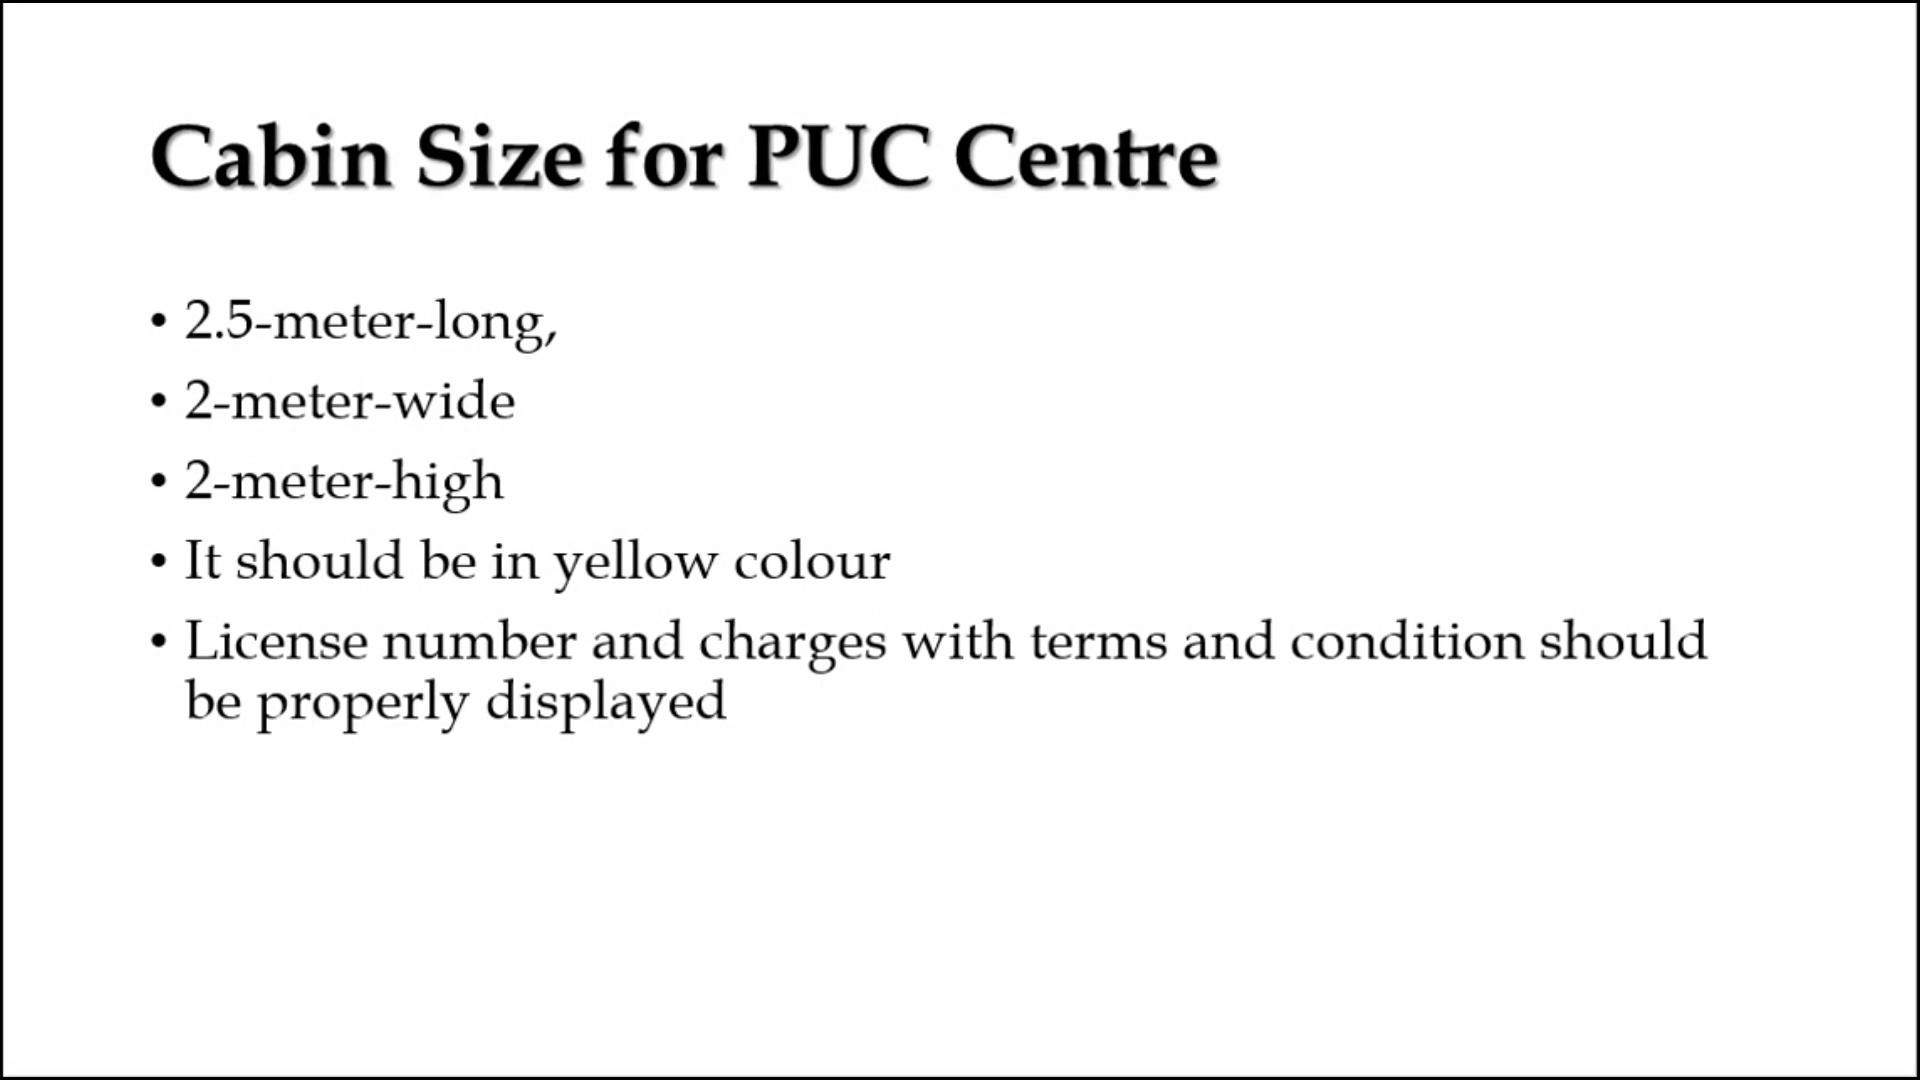 Cabin Size for PUC Centre
• 2.5-meter-long,
• 2-meter-wide
• 2-meter-high
• It should be in yellow colour
• License number and charges with terms and condition should
be properly displayed